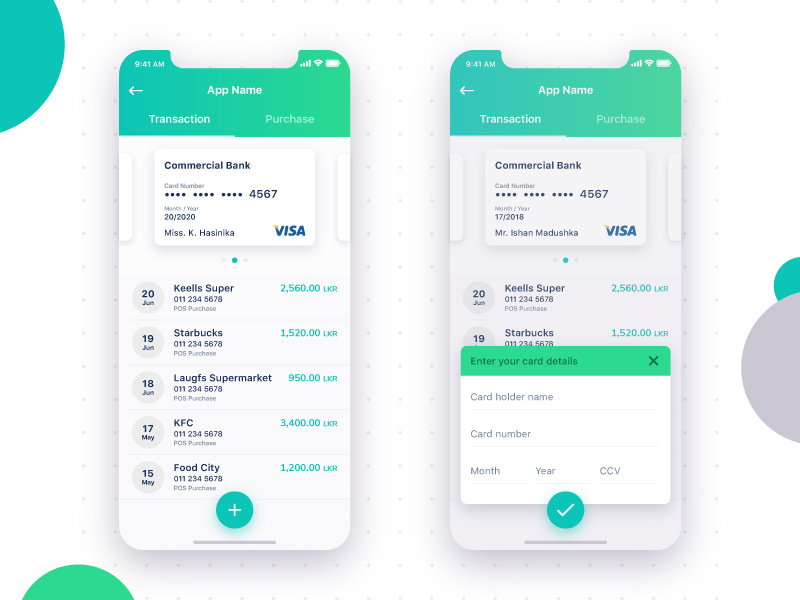 9:41 AM
App Name
Transaction Purchase
Commercial Bank
Card Number
•••• •••• •••• 4567
Month / Year
20/2020
Miss. K. Hasinika VISA
20 Jun
Keells Super 2,560.00 LKR
011 234 5678
POS Purchase
19 Jun
Starbucks 1,520.00 LKR
011 234 5678
POS Purchase
18 Jun
Laugfs Supermarket 950.00 LKR
011 234 5678
POS Purchase
17 May
KFC 3,400.00 LKR
011 234 5678
POS Purchase
15 May
Food City 1,200.00 LKR
011 234 5678
POS Purchase
9:41 AM
App Name
Transaction Purchase
Commercial Bank
Card Number
•••• •••• •••• 4567
Month / Year
17/2018
Mr. Ishan Madushka VISA
20 Jun
Keells Super 2,560.00 LKR
011 234 5678
POS Purchase
19
Starbucks 1,520.00 LKR
011 234 5678
Enter your card details
Card holder name
Card number
Month Year CCV